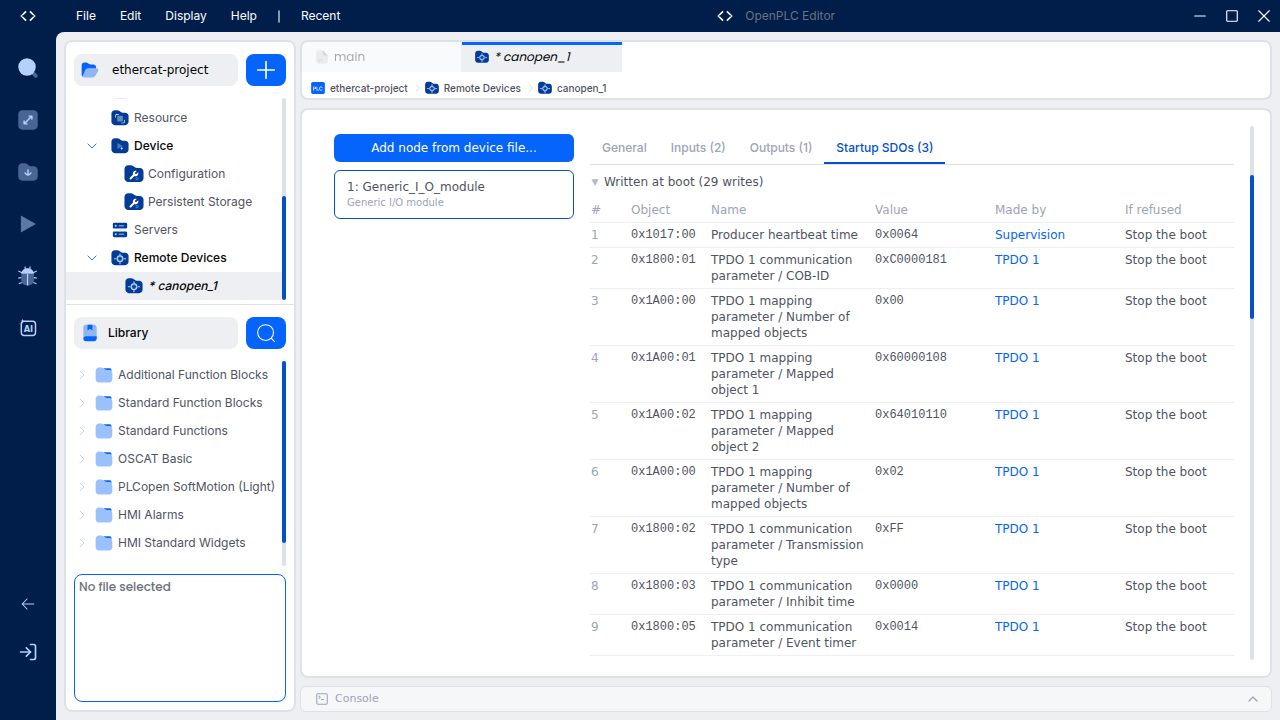 File Edit Display Help | Recent
OpenPLC Editor
ethercat-project
Resource
Device
Configuration
Persistent Storage
Servers
Remote Devices
* canopen_1
Library
Additional Function Blocks
Standard Function Blocks
Standard Functions
OSCAT Basic
PLCopen SoftMotion (Light)
HMI Alarms
HMI Standard Widgets
No file selected
AI
main
* canopen_1
PLC ethercat-project Remote Devices canopen_1
Add node from device file...
1: Generic_I_O_module
Generic I/O module
General Inputs (2) Outputs (1) Startup SDOs (3)
Written at boot (29 writes)
# Object Name Value Made by If refused
1 0x1017:00 Producer heartbeat time 0x0064 Supervision Stop the boot
2 0x1800:01 TPDO 1 communication 0xC0000181 TPDO 1 Stop the boot
parameter / COB-ID
3 0x1A00:00 TPDO 1 mapping 0x00 TPDO 1 Stop the boot
parameter / Number of
mapped objects
4 0x1A00:01 TPDO 1 mapping 0x60000108 TPDO 1 Stop the boot
parameter / Mapped
object 1
5 0x1A00:02 TPDO 1 mapping 0x64010110 TPDO 1 Stop the boot
parameter / Mapped
object 2
6 0x1A00:00 TPDO 1 mapping 0x02 TPDO 1 Stop the boot
parameter / Number of
mapped objects
7 0x1800:02 TPDO 1 communication 0xFF TPDO 1 Stop the boot
parameter / Transmission
type
8 0x1800:03 TPDO 1 communication 0x0000 TPDO 1 Stop the boot
parameter / Inhibit time
9 0x1800:05 TPDO 1 communication 0x0014 TPDO 1 Stop the boot
parameter / Event timer
Console